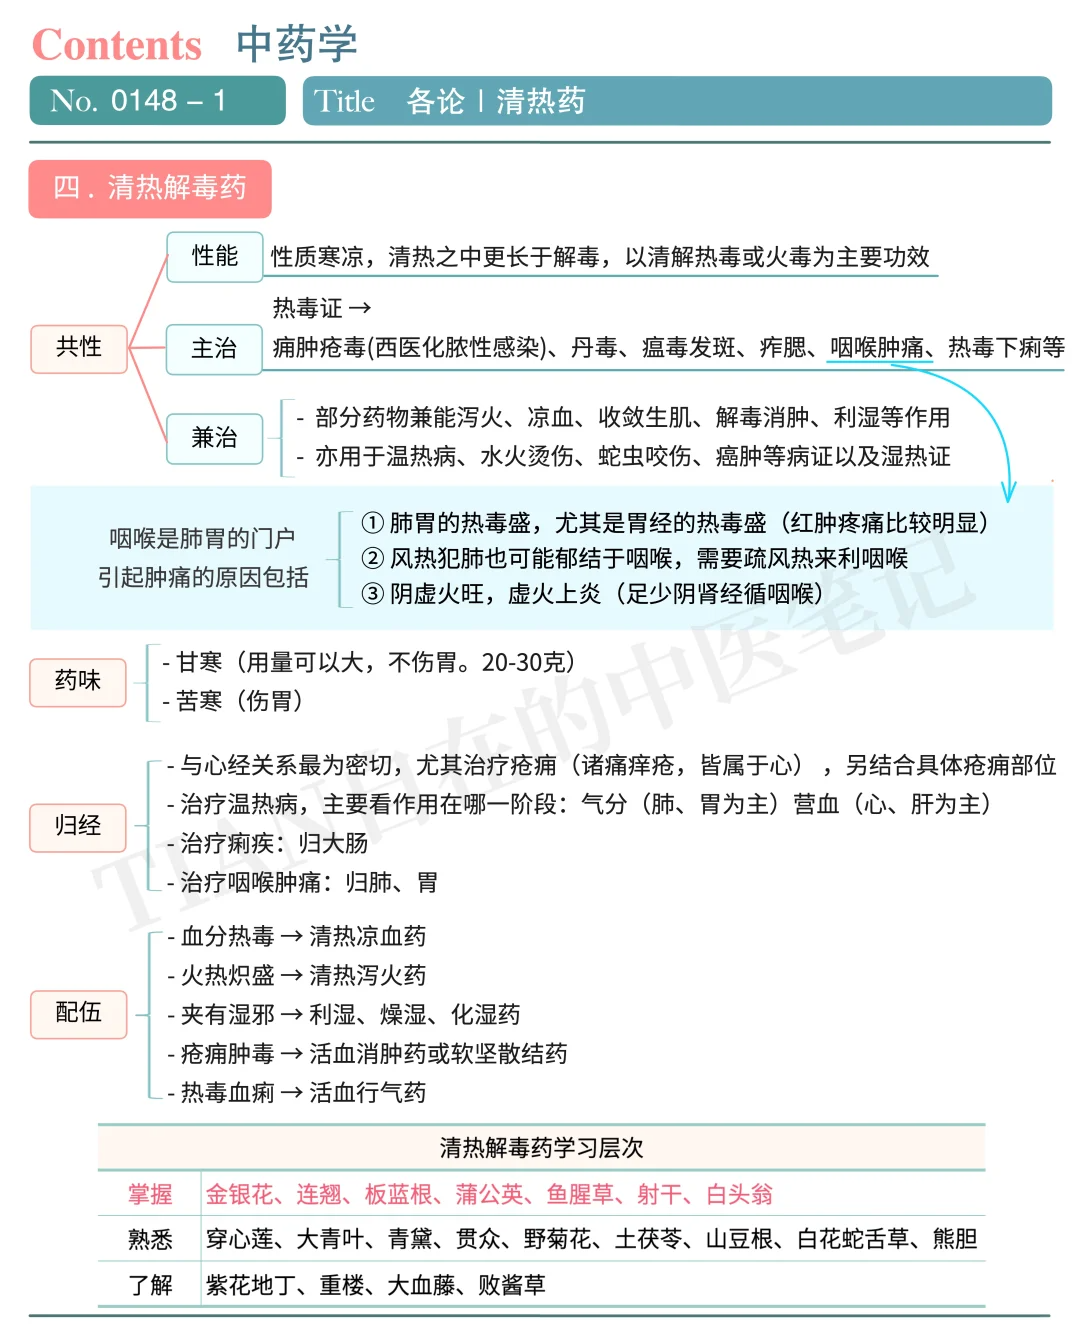 Contents 中药学
No. 0148 – 1
Title 各论 | 清热药
四 . 清热解毒药
共性
性能
性质寒凉，清热之中更长于解毒，以清解热毒或火毒为主要功效
主治
热毒证 →
痈肿疮毒(西医化脓性感染)、丹毒、瘟毒发斑、痄腮、咽喉肿痛、热毒下痢等
兼治
- 部分药物兼能泻火、凉血、收敛生肌、解毒消肿、利湿等作用
- 亦用于温热病、水火烫伤、蛇虫咬伤、癌肿等病证以及湿热证
咽喉是肺胃的门户
引起肿痛的原因包括
① 肺胃的热毒盛，尤其是胃经的热毒盛（红肿疼痛比较明显）
② 风热犯肺也可能郁结于咽喉，需要疏风热来利咽喉
③ 阴虚火旺，虚火上炎（足少阴肾经循咽喉）
药味
- 甘寒（用量可以大，不伤胃。20-30克）
- 苦寒（伤胃）
归经
- 与心经关系最为密切，尤其治疗疮痈（诸痛痒疮，皆属于心），另结合具体疮痈部位
- 治疗温热病，主要看作用在哪一阶段：气分（肺、胃为主）营血（心、肝为主）
- 治疗痢疾：归大肠
- 治疗咽喉肿痛：归肺、胃
配伍
- 血分热毒 → 清热凉血药
- 火热炽盛 → 清热泻火药
- 夹有湿邪 → 利湿、燥湿、化湿药
- 疮痈肿毒 → 活血消肿药或软坚散结药
- 热毒血痢 → 活血行气药
清热解毒药学习层次
掌握 金银花、连翘、板蓝根、蒲公英、鱼腥草、射干、白头翁
熟悉 穿心莲、大青叶、青黛、贯众、野菊花、土茯苓、山豆根、白花蛇舌草、熊胆
了解 紫花地丁、重楼、大血藤、败酱草
TIAN自在的中医笔记